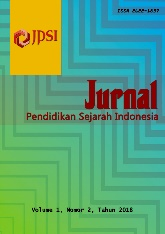 JPSI
Jurnal
Pendidikan Sejarah Indonesia
Volume 1, Nomor 2, Tahun 2018